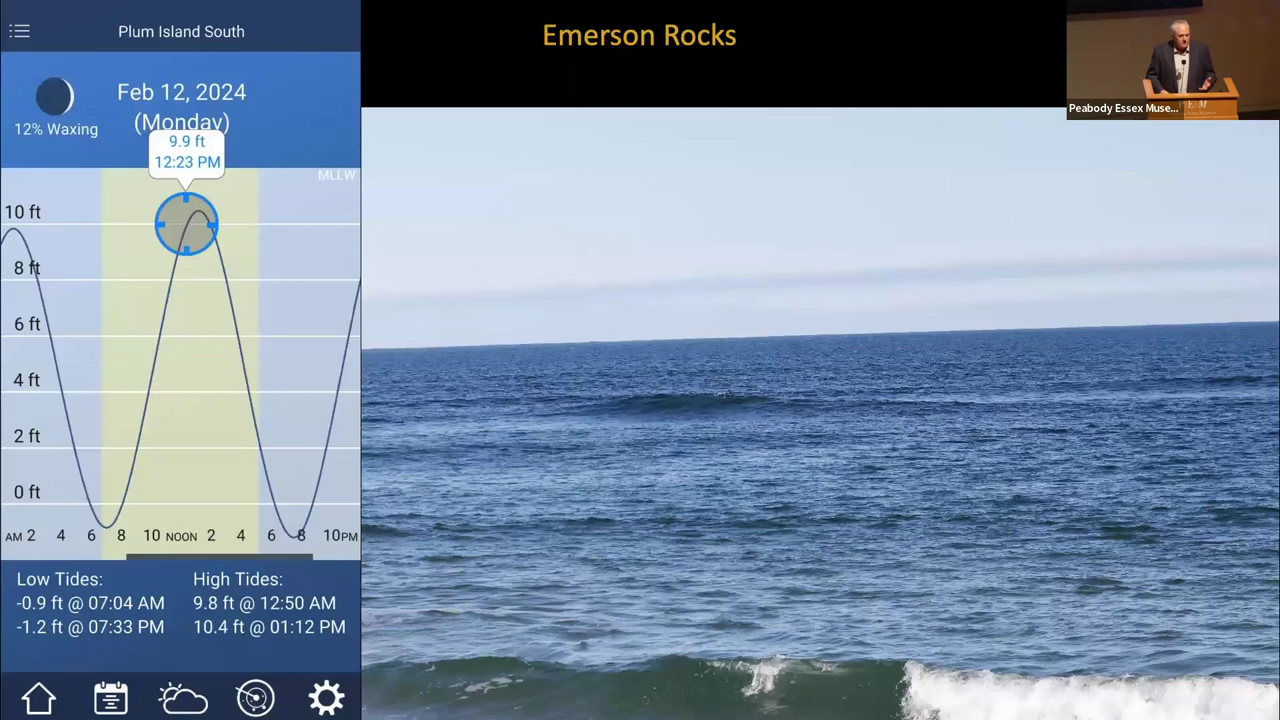 Plum Island South
Feb 12, 2024
(Monday)
12% Waxing
9.9 ft
12:23 PM
MLLW
10 ft
8 ft
6 ft
4 ft
2 ft
0 ft
AM 2 4 6 8 10 NOON 2 4 6 8 10PM
Low Tides:
-0.9 ft @ 07:04 AM
-1.2 ft @ 07:33 PM
High Tides:
9.8 ft @ 12:50 AM
10.4 ft @ 01:12 PM
Emerson Rocks
Peabody Essex Muse...